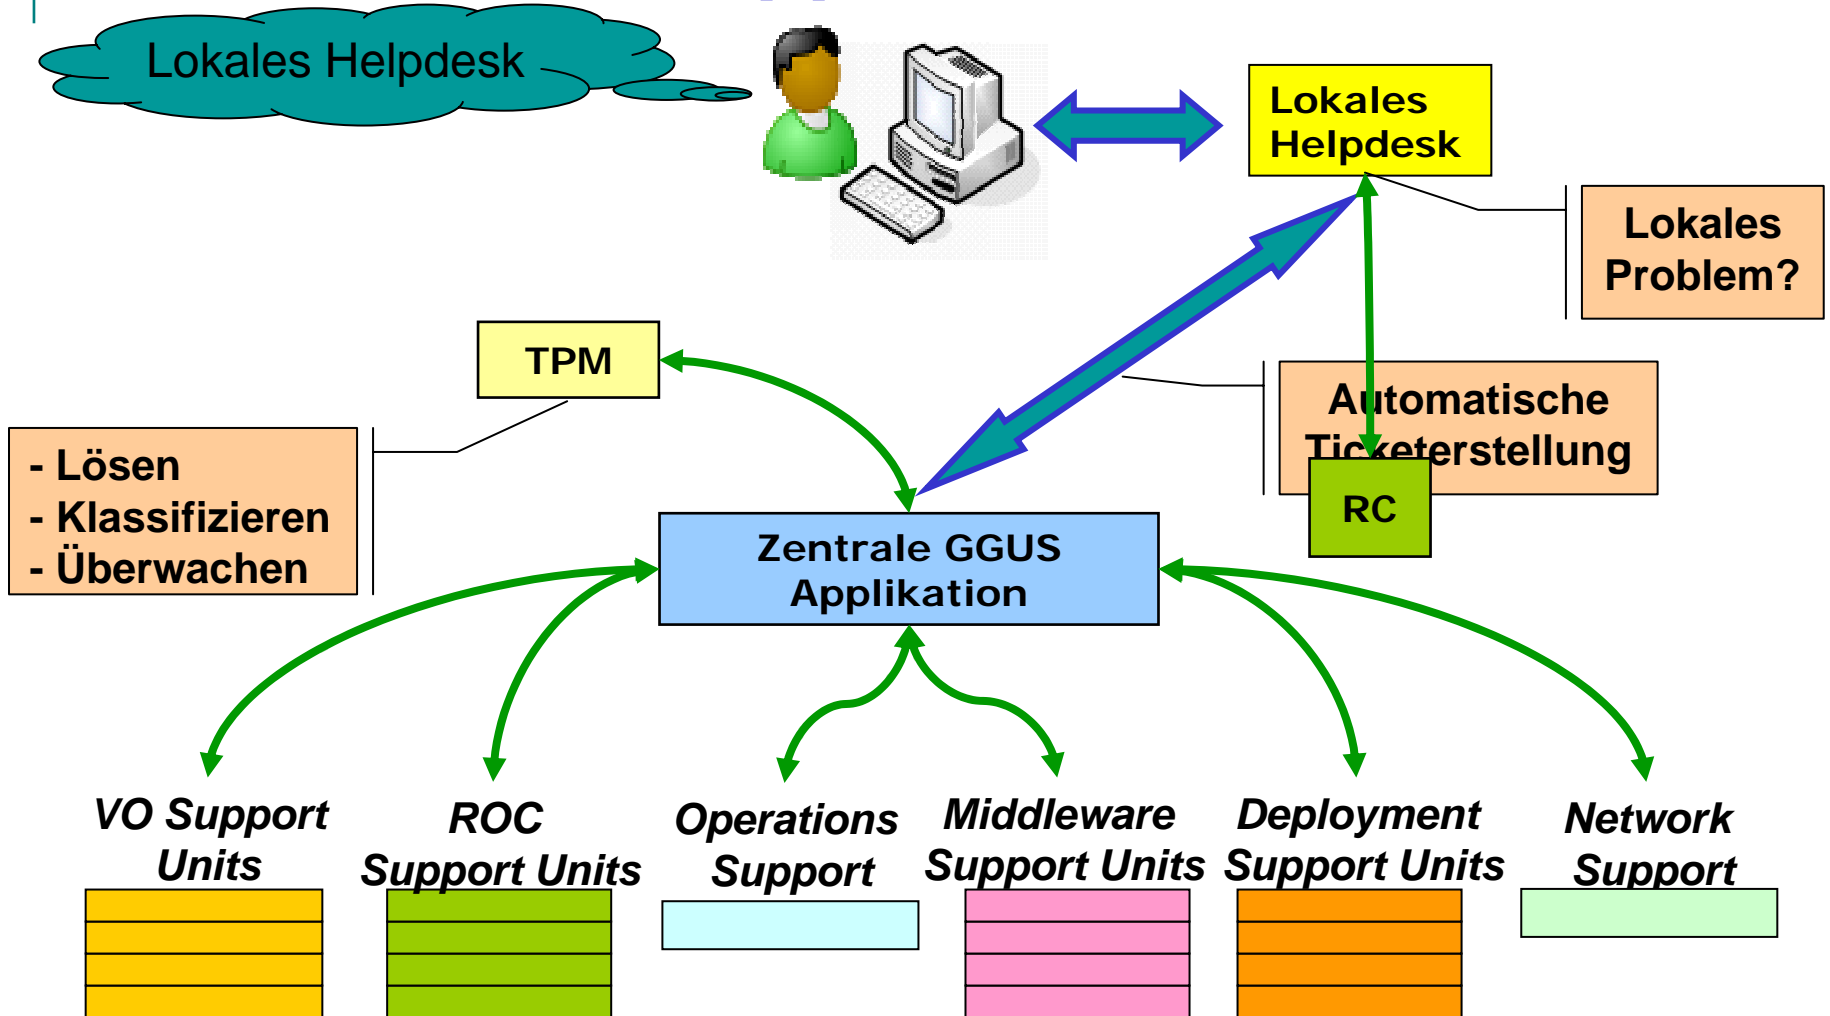 Lokales Helpdesk
Lokales
Helpdesk
Lokales
Problem?
TPM
Automatische
Ticketerstellung
- Lösen
- Klassifizieren
- Überwachen
RC
Zentrale GGUS
Applikation
VO Support
Units
ROC
Support Units
Operations
Support
Middleware
Support Units
Deployment
Support Units
Network
Support